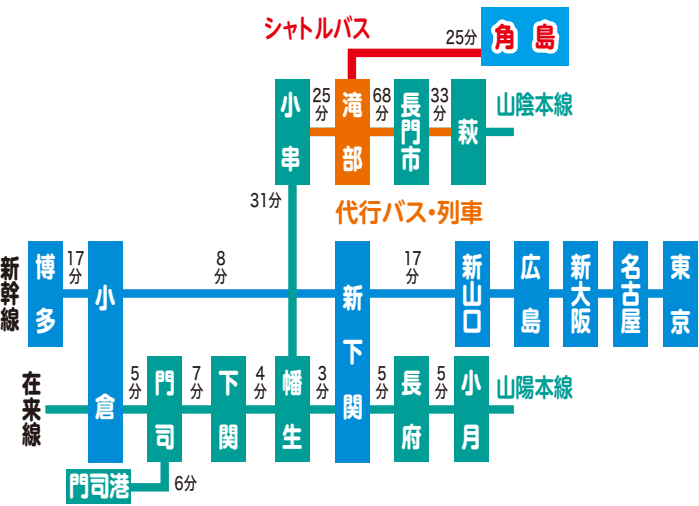 シャトルバス
25分
角島
小串
25分
滝部
68分
長門市
33分
萩
山陰本線
31分
代行バス・列車
新幹線
博多
17分
小倉
8分
新下関
17分
新山口
広島
新大阪
名古屋
東京
在来線
5分
門司
7分
下関
4分
幡生
3分
5分
長府
5分
小月
山陽本線
門司港
6分